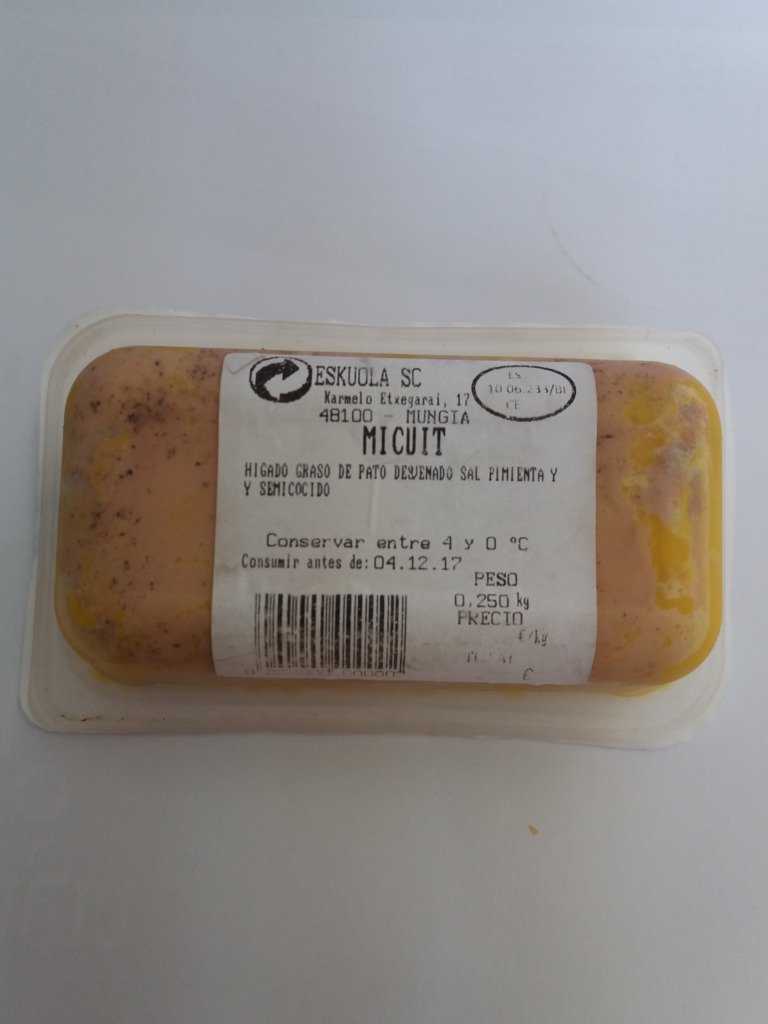 ESKUOLA SC
Karmelo Etxegarai, 17
48100 - MUNGIA
ES
10.06.233/BI
CE
MICUIT
HIGADO GRASO DE PATO DESVENADO SAL PIMIENTA Y
Y SEMICOCIDO
Conservar entre 4 y 0 ºC
Consumir antes de: 04.12.17
PESO
0,250 kg
PRECIO
€/kg
€